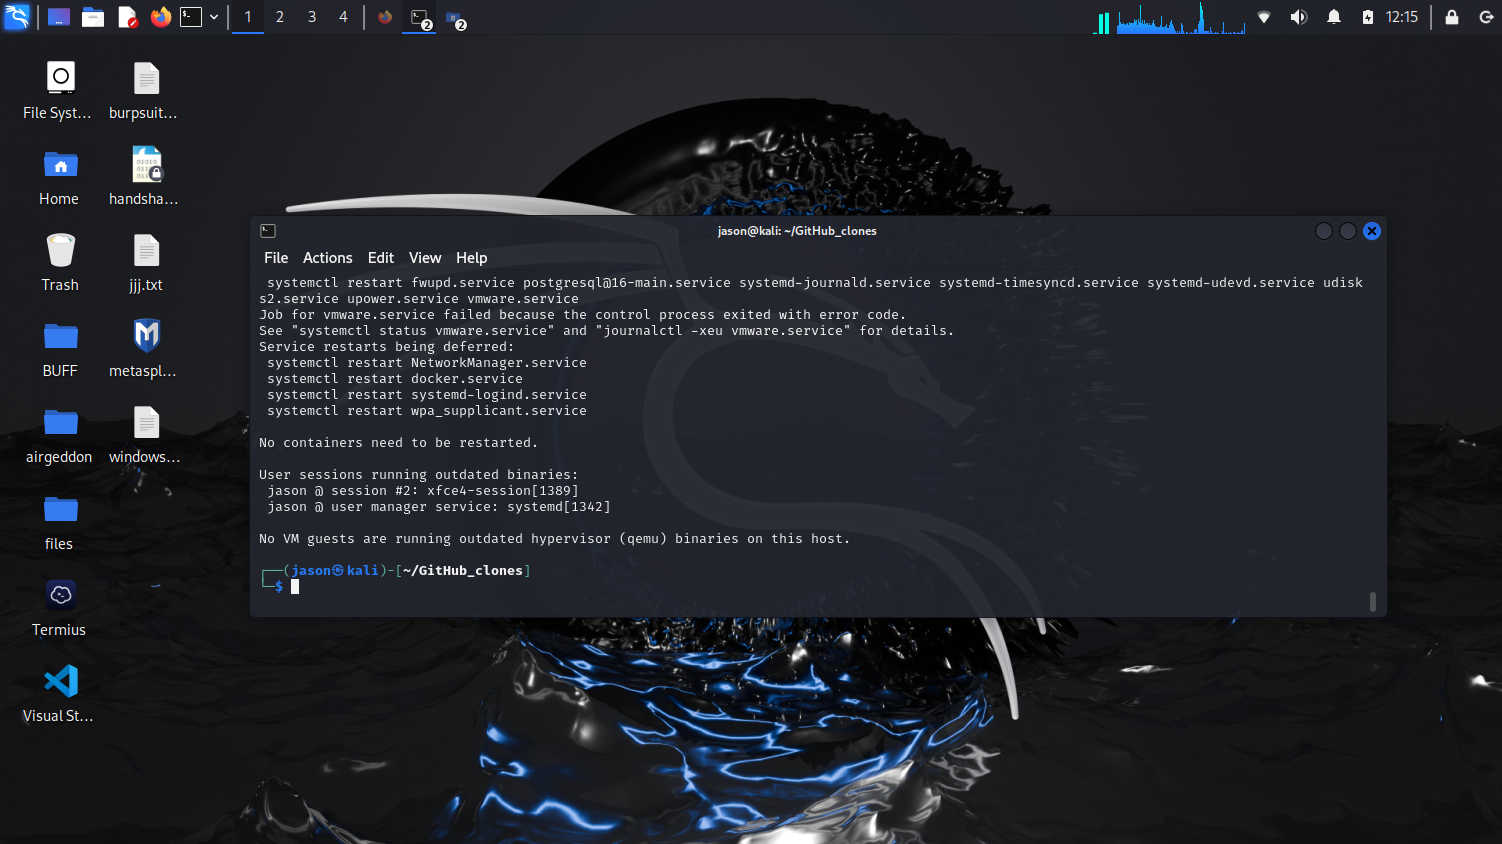 1 2 3 4
2
2
12:15
File Syst...
burpsuit...
Home
handsha...
Trash
jjj.txt
BUFF
metaspl...
airgeddon
windows...
files
Termius
Visual St...
jason@kali: ~/GitHub_clones
File Actions Edit View Help
systemctl restart fwupd.service postgresql@16-main.service systemd-journald.service systemd-timesyncd.service systemd-udevd.service udisk
s2.service upower.service vmware.service
Job for vmware.service failed because the control process exited with error code.
See "systemctl status vmware.service" and "journalctl -xeu vmware.service" for details.
Service restarts being deferred:
systemctl restart NetworkManager.service
systemctl restart docker.service
systemctl restart systemd-logind.service
systemctl restart wpa_supplicant.service
No containers need to be restarted.
User sessions running outdated binaries:
jason @ session #2: xfce4-session[1389]
jason @ user manager service: systemd[1342]
No VM guests are running outdated hypervisor (qemu) binaries on this host.
┌──(jason㉿kali)-[~/GitHub_clones]
└─$